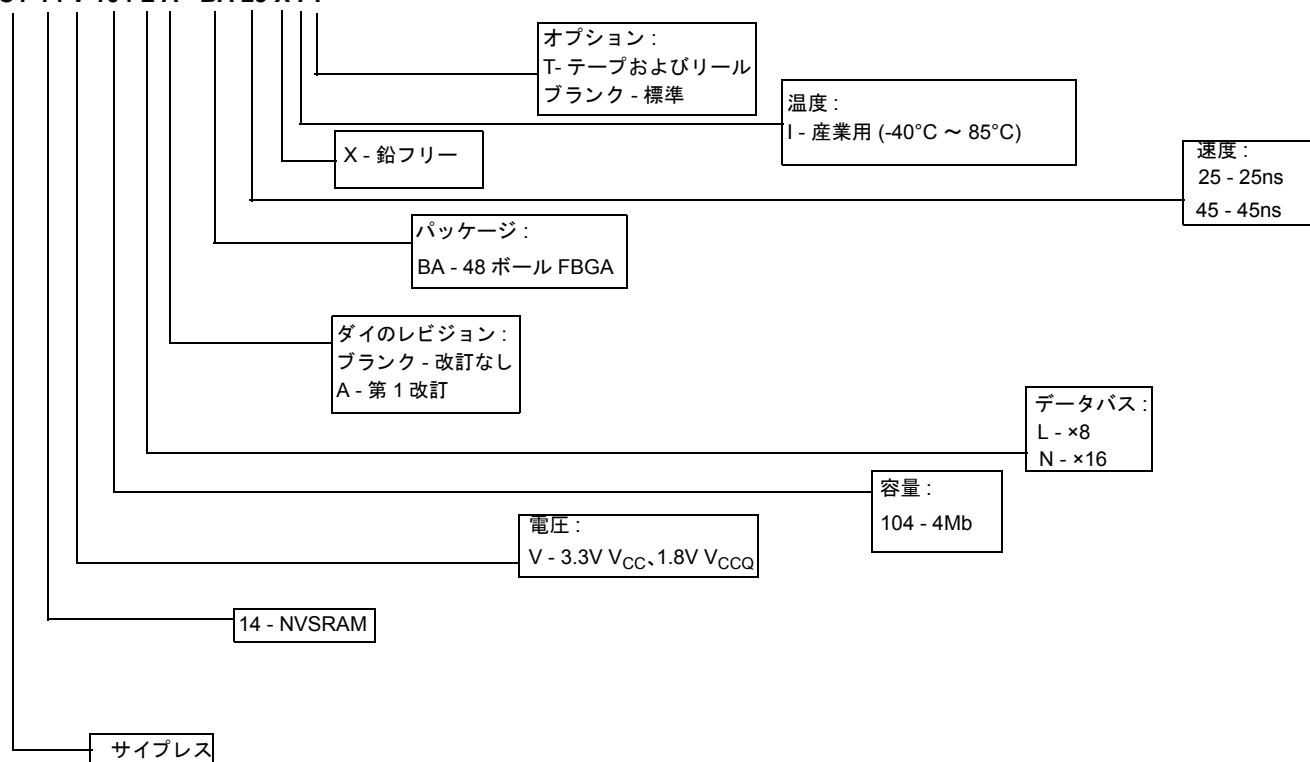 オプション :
T- テープおよびリール
ブランク - 標準
温度 :
I - 産業用 (-40°C ～ 85°C)
X - 鉛フリー
速度 :
25 - 25ns
45 - 45ns
パッケージ :
BA - 48 ボール FBGA
ダイのレビジョン :
ブランク - 改訂なし
A - 第 1 改訂
データバス :
L - ×8
N - ×16
容量 :
104 - 4Mb
電圧 :
V - 3.3V VCC、1.8V VCCQ
14 - NVSRAM
サイプレス